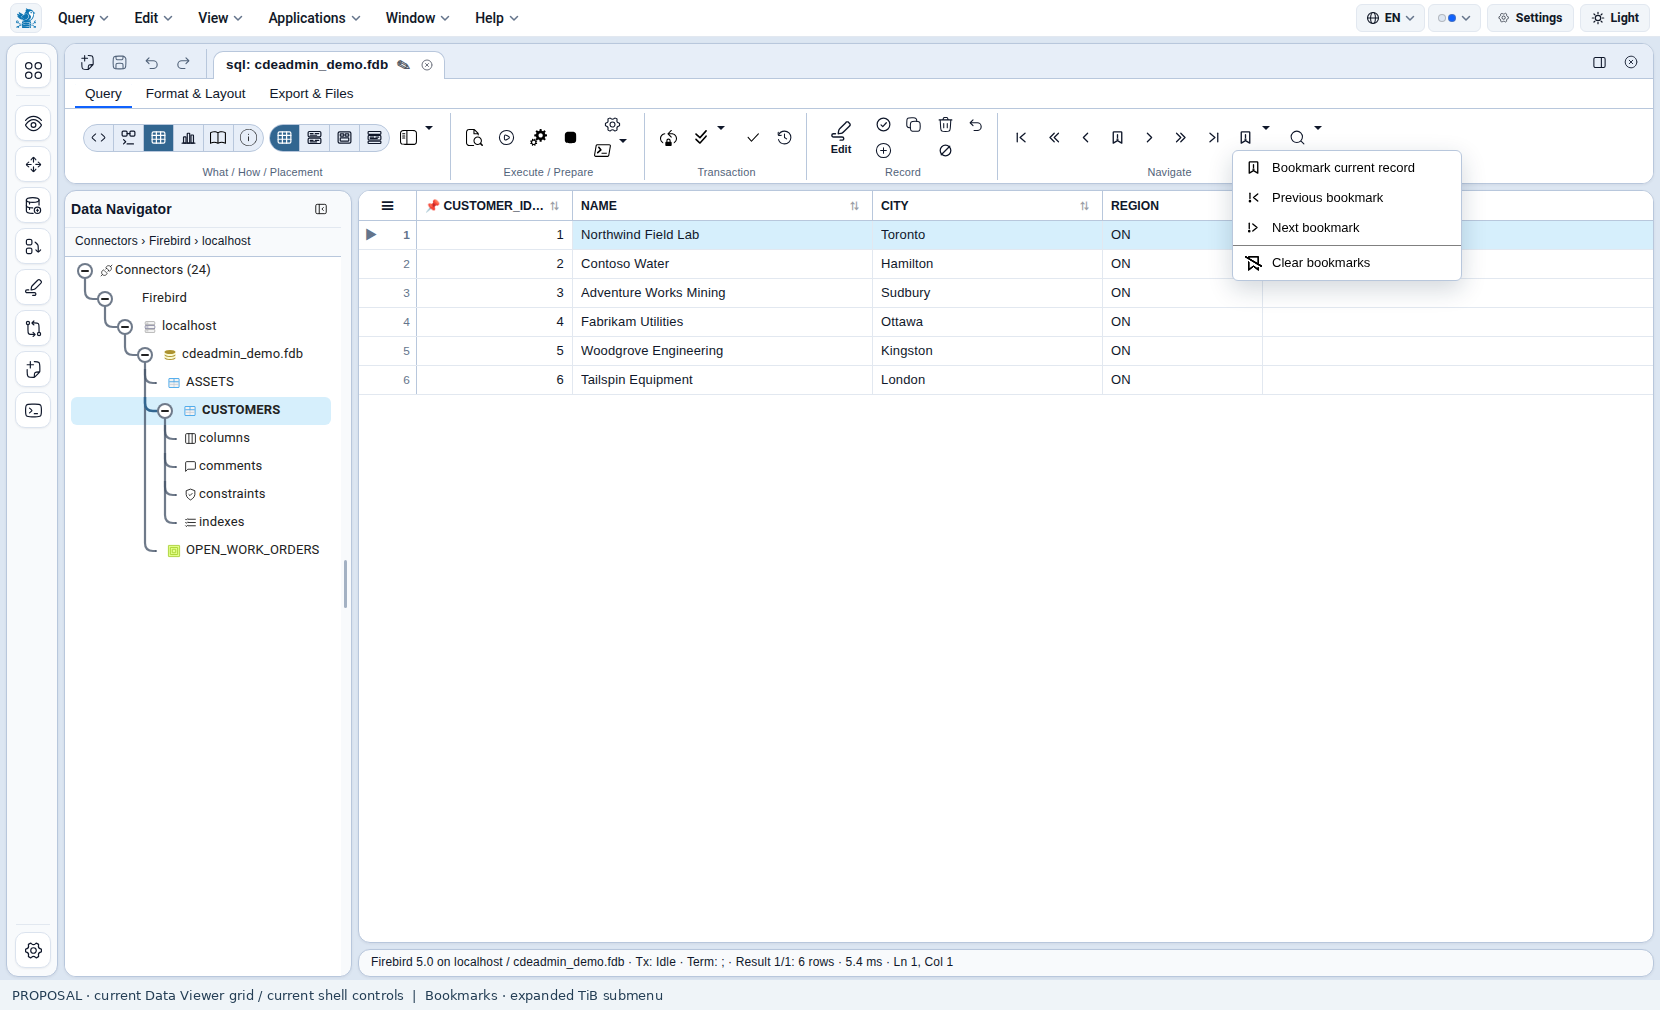 Query Edit View Applications Window Help EN Settings Light
sql: cdeadmin_demo.fdb
Query Format & Layout Export & Files
Edit
What / How / Placement Execute / Prepare Transaction Record Navigate
Bookmark current record
Previous bookmark
Next bookmark
Clear bookmarks
Data Navigator
Connectors › Firebird › localhost
Connectors (24)
Firebird
localhost
cdeadmin_demo.fdb
ASSETS
CUSTOMERS
columns
comments
constraints
indexes
OPEN_WORK_ORDERS
CUSTOMER_ID... NAME CITY REGION
1 1 Northwind Field Lab Toronto ON
2 2 Contoso Water Hamilton ON
3 3 Adventure Works Mining Sudbury ON
4 4 Fabrikam Utilities Ottawa ON
5 5 Woodgrove Engineering Kingston ON
6 6 Tailspin Equipment London ON
Firebird 5.0 on localhost / cdeadmin_demo.fdb · Tx: Idle · Term: ; · Result 1/1: 6 rows · 5.4 ms · Ln 1, Col 1
PROPOSAL · current Data Viewer grid / current shell controls | Bookmarks · expanded TiB submenu